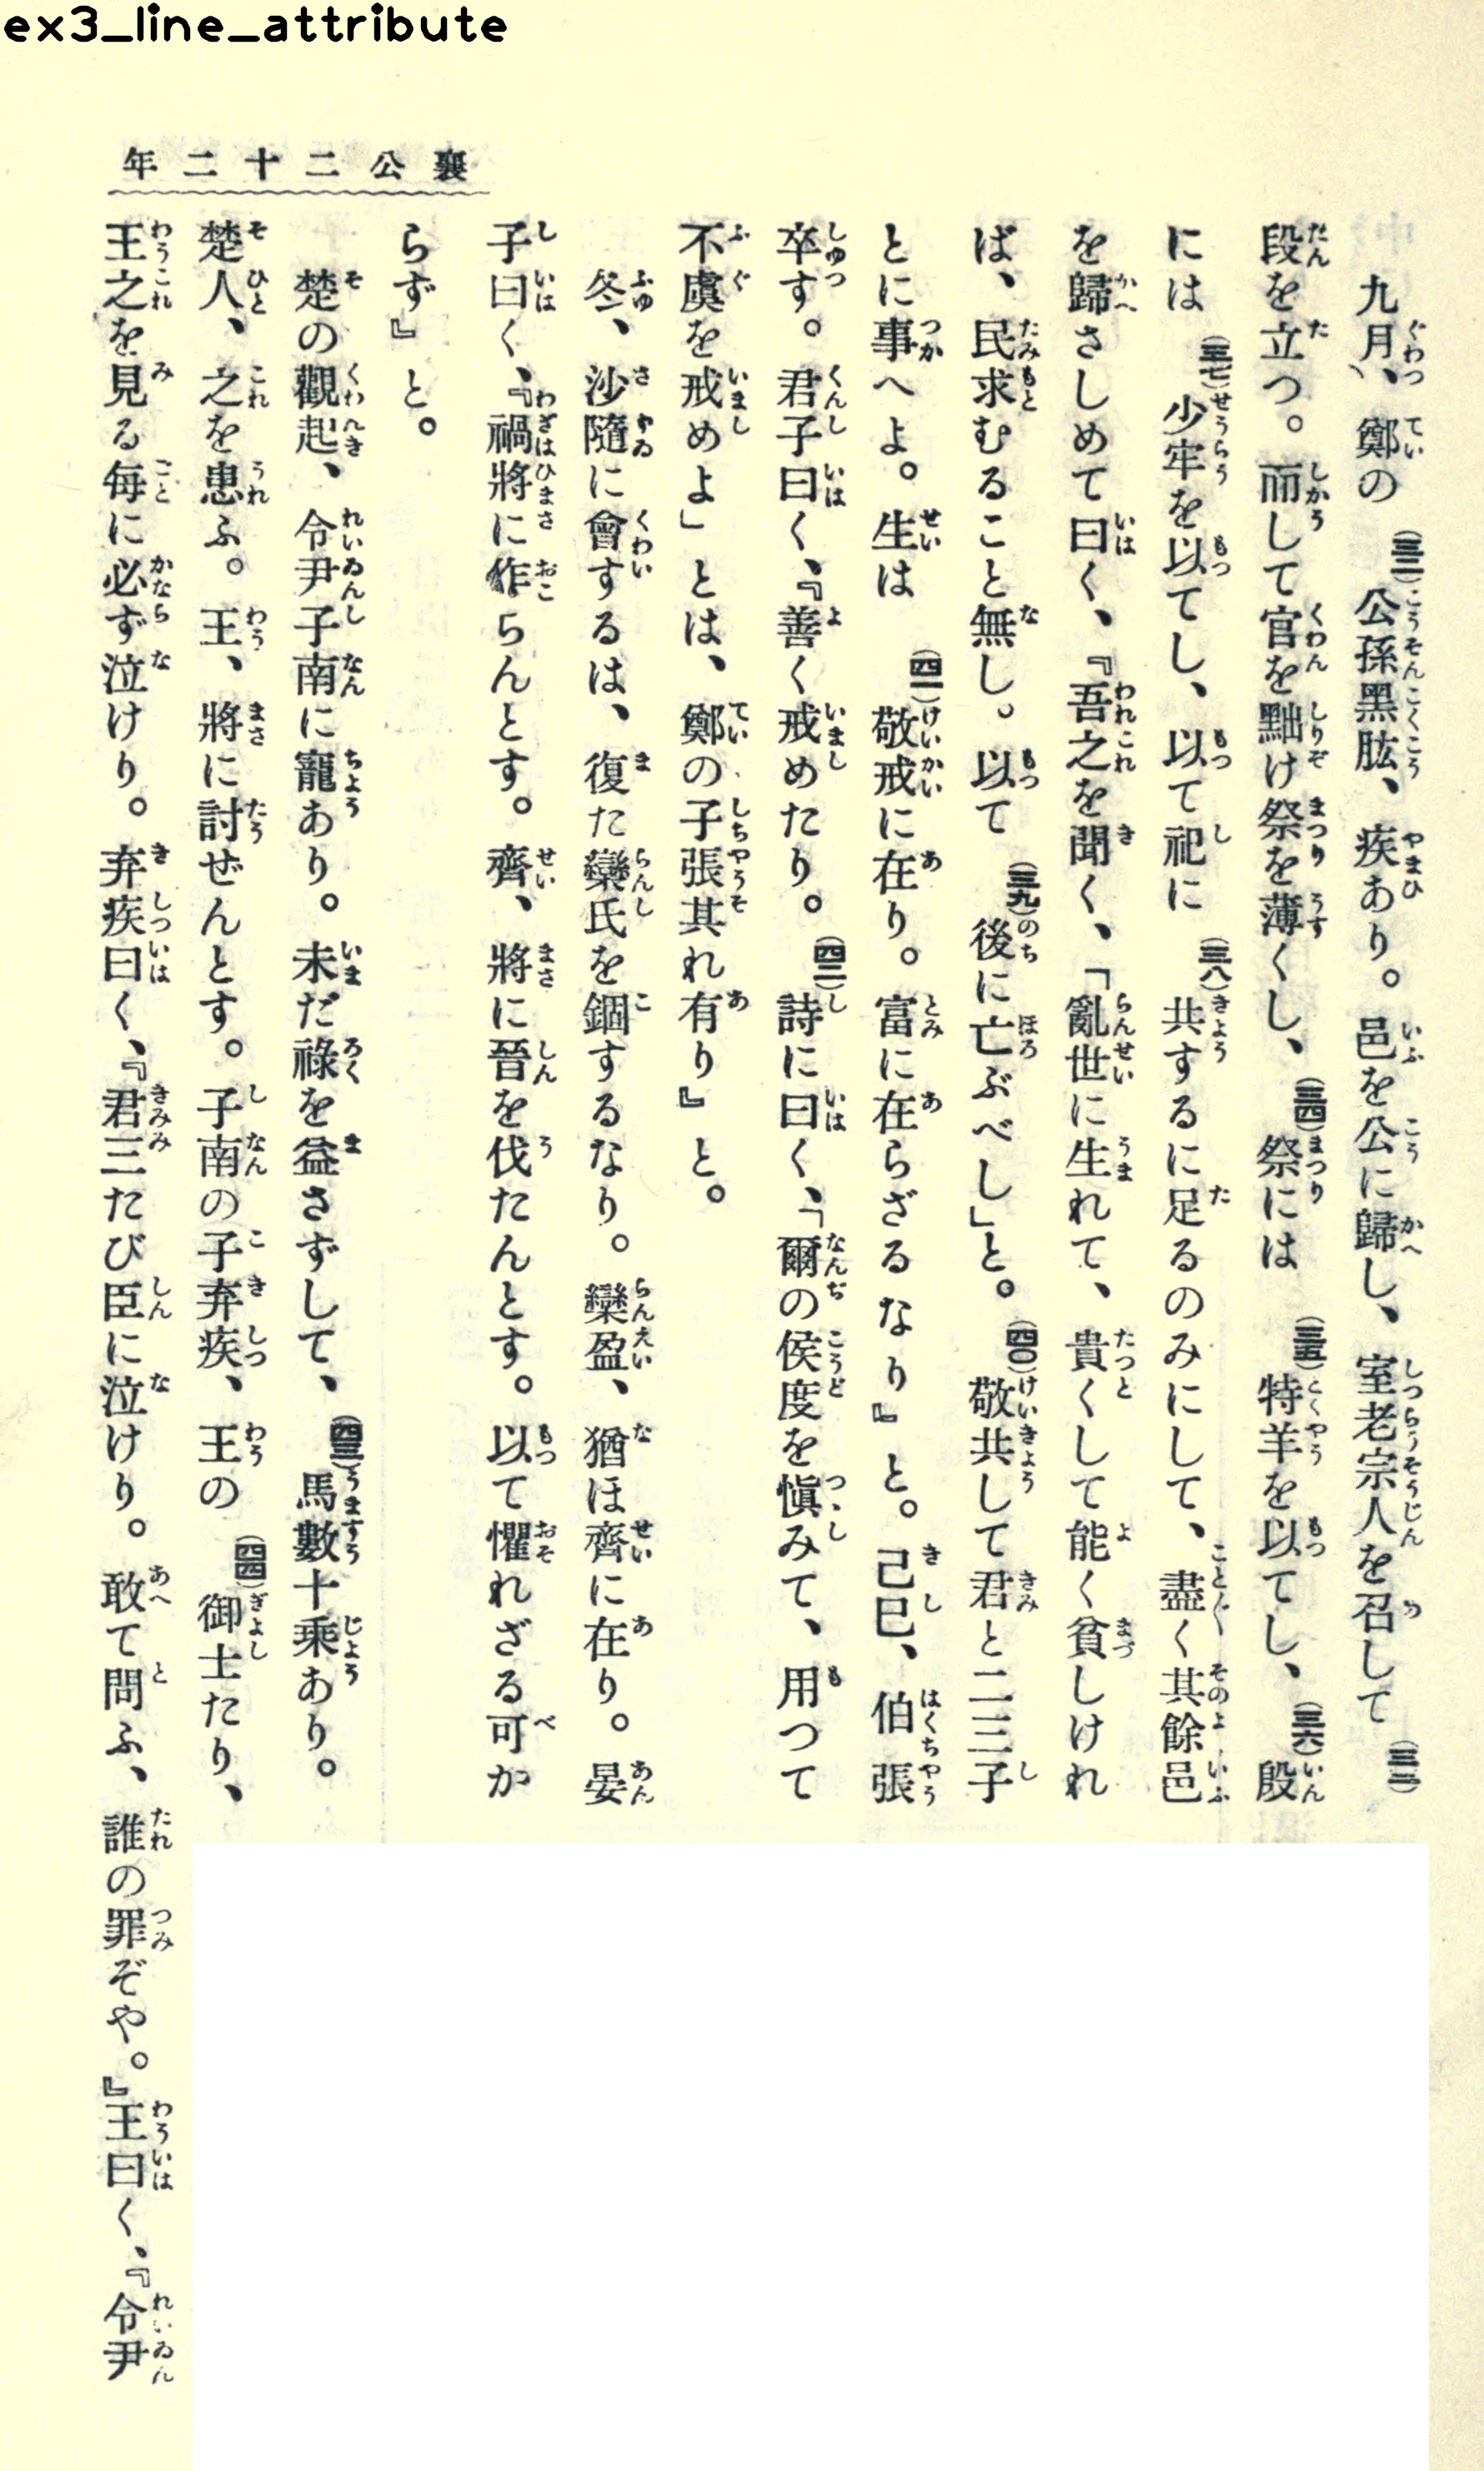 ex3_line_attribute
襄公二十二年
九月、鄭の(三二)公孫黑肱、疾あり。邑を公に歸し、室老宗人を召して(三三)
段を立つ。而して官を黜け祭を薄くし、(三四)祭には(三五)特羊を以てし、(三六)殷
には(三七)少牢を以てし、以て祀に(三八)共するに足るのみにして、盡く其餘邑
を歸さしめて曰く、『吾之を聞く、「亂世に生れて、貴くして能く貧しけれ
ば、民求むること無し。以て(三九)後に亡ぶべし」と。(四〇)敬共して君と二三子
とに事へよ。生は(四一)敬戒に在り。富に在らざるなり』と。己巳、伯張
卒す。君子曰く、『善く戒めたり。(四二)詩に曰く、「爾の侯度を愼みて、用つて
不虞を戒めよ」とは、鄭の子張其れ有り』と。
冬、沙隨に會するは、復た欒氏を錮するなり。欒盈、猶ほ齊に在り。晏
子曰く、『禍將に作らんとす。齊、將に晉を伐たんとす。以て懼れざる可か
らず』と。
楚の觀起、令尹子南に寵あり。未だ祿を益さずして、(四三)馬數十乘あり。
楚人、之を患ふ。王、將に討ぜんとす。子南の子弃疾、王の(四四)御士たり、
王之を見る毎に必ず泣けり。弃疾曰く、『君三たび臣に泣けり。敢て問ふ、誰の罪ぞや。』王曰く、『令尹